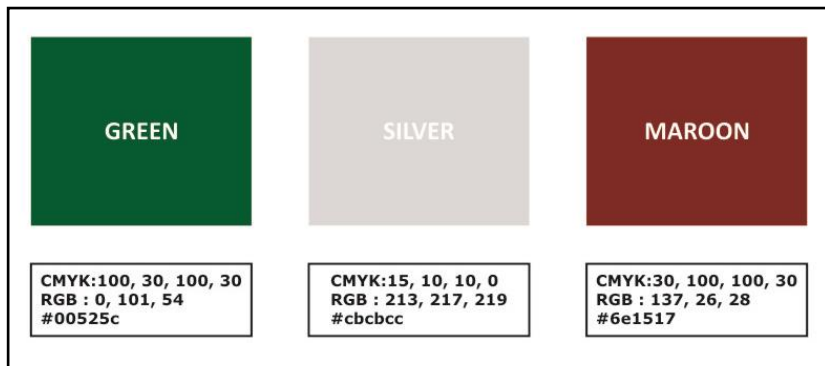 GREEN
SILVER
MAROON
CMYK:100, 30, 100, 30
RGB : 0, 101, 54
#00525c
CMYK:15, 10, 10, 0
RGB : 213, 217, 219
#cbcbcc
CMYK:30, 100, 100, 30
RGB : 137, 26, 28
#6e1517